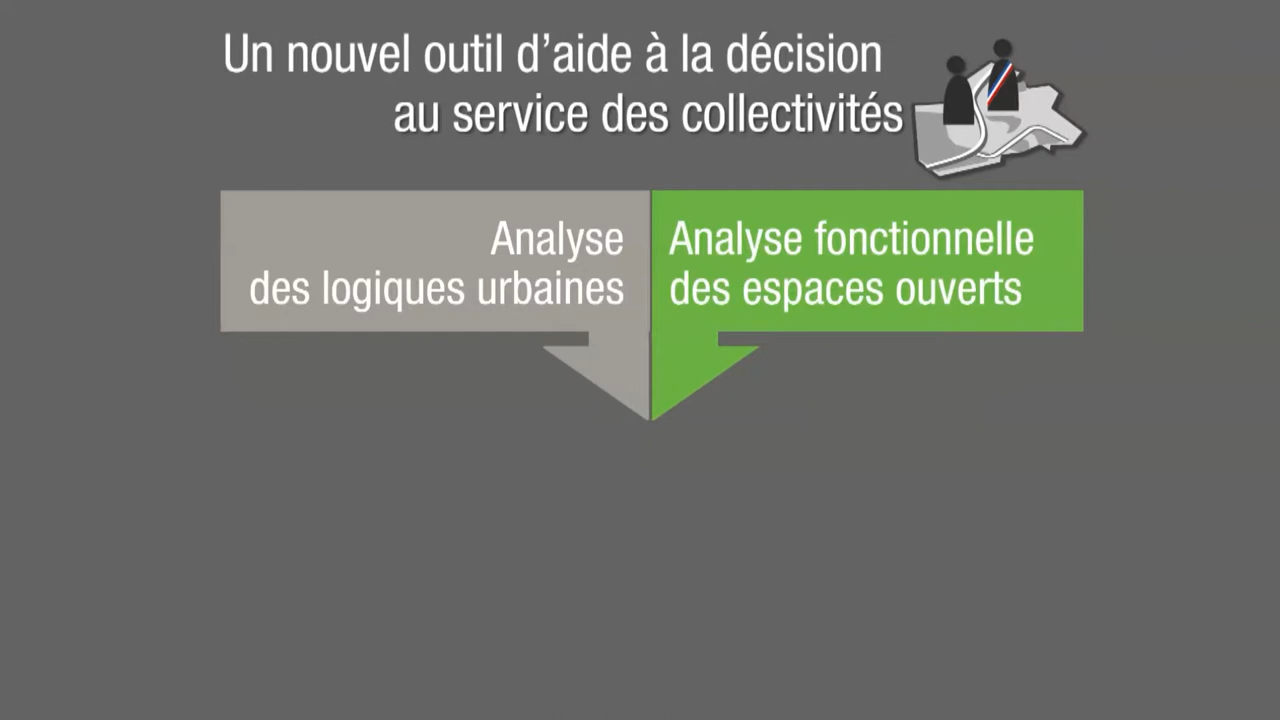 Un nouvel outil d’aide à la décision
au service des collectivités
Analyse
des logiques urbaines
Analyse fonctionnelle
des espaces ouverts